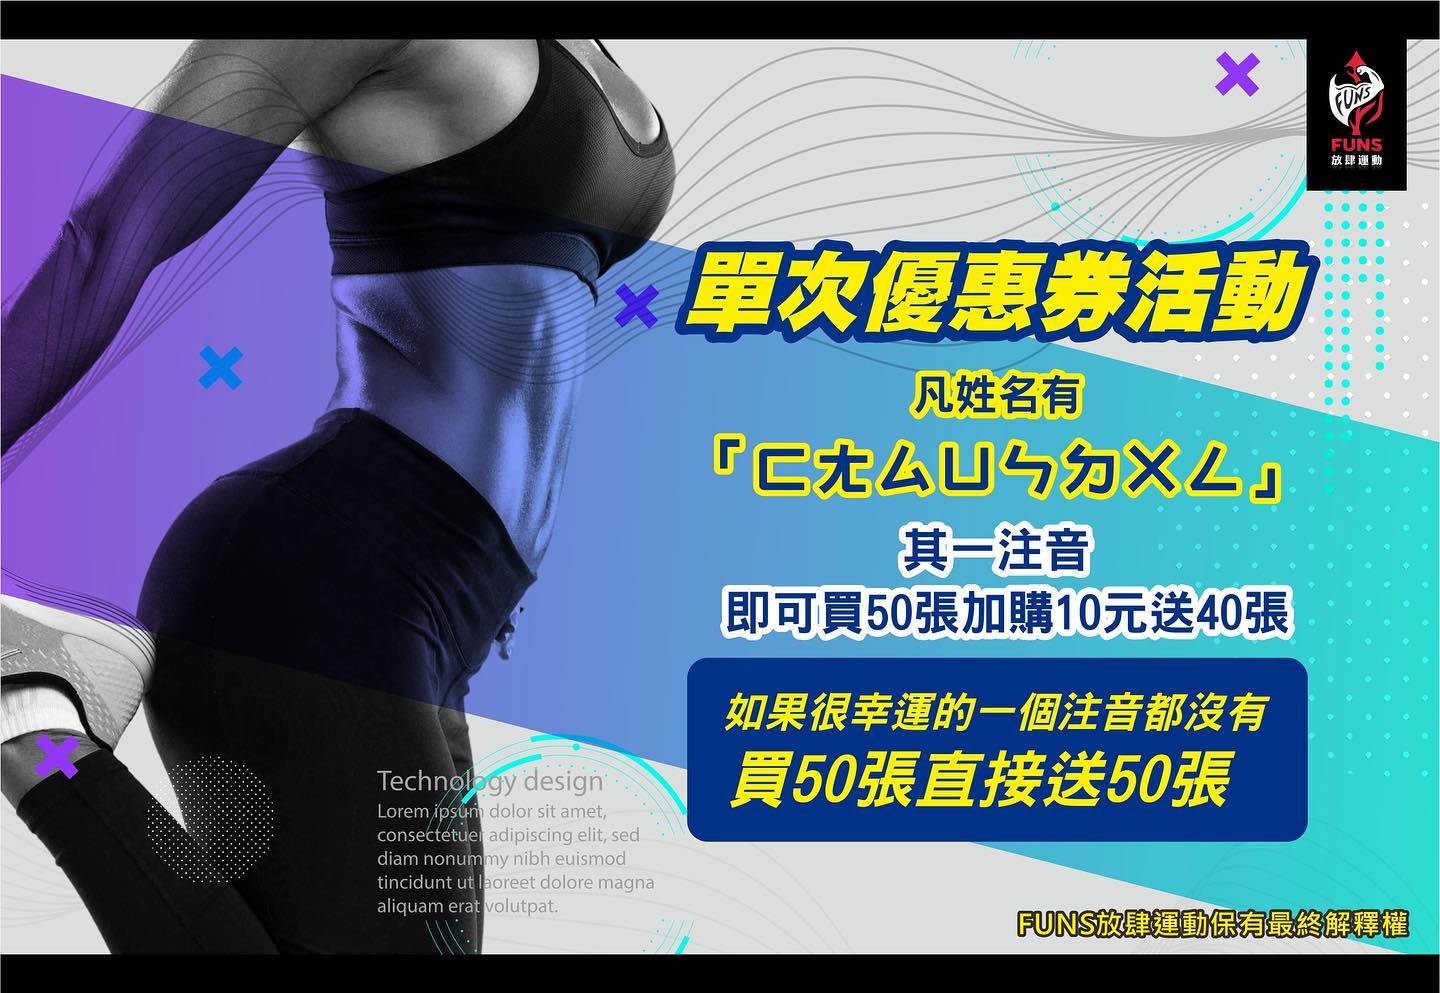 FUNS
FUNS
放肆運動
單次優惠券活動
凡姓名有
「ㄈㄤㄙㄩㄣㄉㄨㄥ」
其一注音
即可買50張加購10元送40張
如果很幸運的一個注音都沒有
買50張直接送50張
Technology design
Lorem ipsum dolor sit amet,
consectetuer adipiscing elit, sed
diam nonummy nibh euismod
tincidunt ut laoreet dolore magna
aliquam erat volutpat.
FUNS放肆運動保有最終解釋權